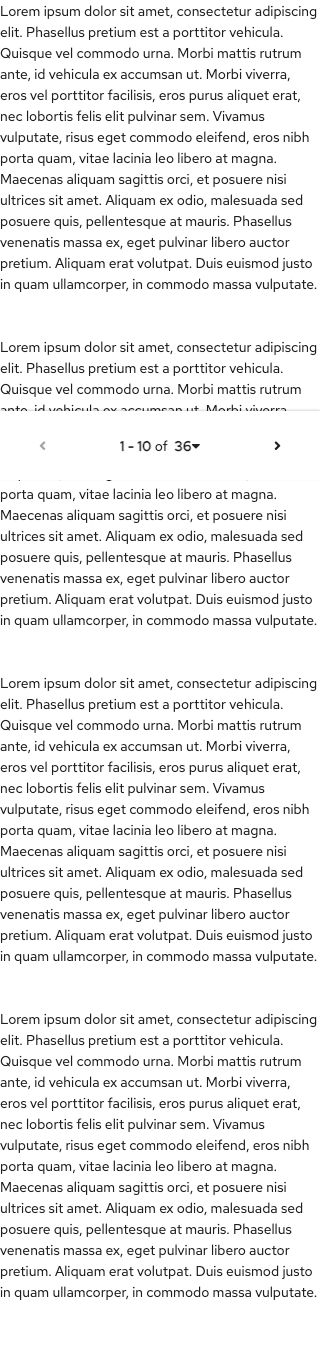 Lorem ipsum dolor sit amet, consectetur adipiscing
elit. Phasellus pretium est a porttitor vehicula.
Quisque vel commodo urna. Morbi mattis rutrum
ante, id vehicula ex accumsan ut. Morbi viverra,
eros vel porttitor facilisis, eros purus aliquet erat,
nec lobortis felis elit pulvinar sem. Vivamus
vulputate, risus eget commodo eleifend, eros nibh
porta quam, vitae lacinia leo libero at magna.
Maecenas aliquam sagittis orci, et posuere nisi
ultrices sit amet. Aliquam ex odio, malesuada sed
posuere quis, pellentesque at mauris. Phasellus
venenatis massa ex, eget pulvinar libero auctor
pretium. Aliquam erat volutpat. Duis euismod justo
in quam ullamcorper, in commodo massa vulputate.
Lorem ipsum dolor sit amet, consectetur adipiscing
elit. Phasellus pretium est a porttitor vehicula.
Quisque vel commodo urna. Morbi mattis rutrum
ante, id vehicula ex accumsan ut. Morbi viverra,
1 - 10 of 36
porta quam, vitae lacinia leo libero at magna.
Maecenas aliquam sagittis orci, et posuere nisi
ultrices sit amet. Aliquam ex odio, malesuada sed
posuere quis, pellentesque at mauris. Phasellus
venenatis massa ex, eget pulvinar libero auctor
pretium. Aliquam erat volutpat. Duis euismod justo
in quam ullamcorper, in commodo massa vulputate.
Lorem ipsum dolor sit amet, consectetur adipiscing
elit. Phasellus pretium est a porttitor vehicula.
Quisque vel commodo urna. Morbi mattis rutrum
ante, id vehicula ex accumsan ut. Morbi viverra,
eros vel porttitor facilisis, eros purus aliquet erat,
nec lobortis felis elit pulvinar sem. Vivamus
vulputate, risus eget commodo eleifend, eros nibh
porta quam, vitae lacinia leo libero at magna.
Maecenas aliquam sagittis orci, et posuere nisi
ultrices sit amet. Aliquam ex odio, malesuada sed
posuere quis, pellentesque at mauris. Phasellus
venenatis massa ex, eget pulvinar libero auctor
pretium. Aliquam erat volutpat. Duis euismod justo
in quam ullamcorper, in commodo massa vulputate.
Lorem ipsum dolor sit amet, consectetur adipiscing
elit. Phasellus pretium est a porttitor vehicula.
Quisque vel commodo urna. Morbi mattis rutrum
ante, id vehicula ex accumsan ut. Morbi viverra,
eros vel porttitor facilisis, eros purus aliquet erat,
nec lobortis felis elit pulvinar sem. Vivamus
vulputate, risus eget commodo eleifend, eros nibh
porta quam, vitae lacinia leo libero at magna.
Maecenas aliquam sagittis orci, et posuere nisi
ultrices sit amet. Aliquam ex odio, malesuada sed
posuere quis, pellentesque at mauris. Phasellus
venenatis massa ex, eget pulvinar libero auctor
pretium. Aliquam erat volutpat. Duis euismod justo
in quam ullamcorper, in commodo massa vulputate.